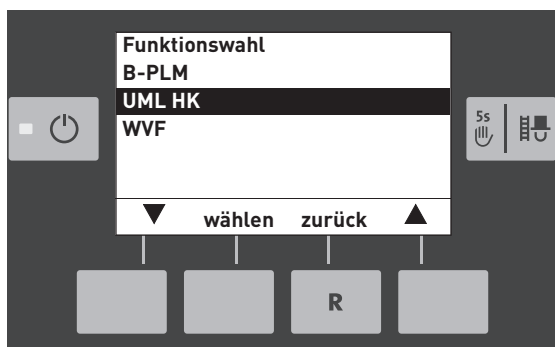 Funktionswahl
B-PLM
UML HK
WVF
wählen zurück
5s
R